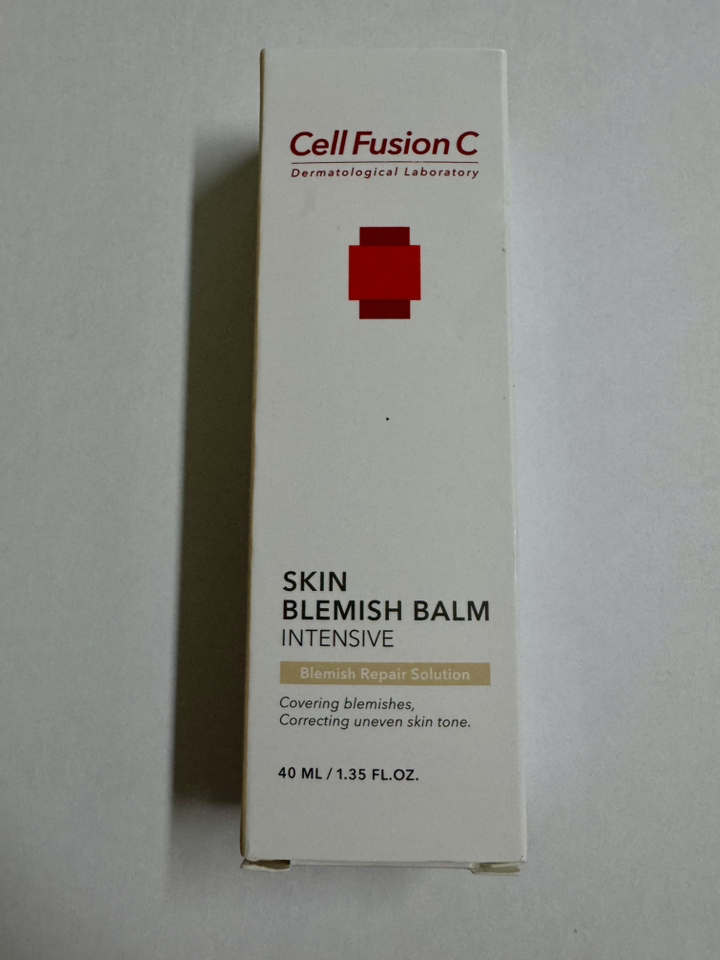 Cell Fusion C
Dermatological Laboratory
SKIN
BLEMISH BALM
INTENSIVE
Blemish Repair Solution
Covering blemishes,
Correcting uneven skin tone.
40 ML / 1.35 FL.OZ.